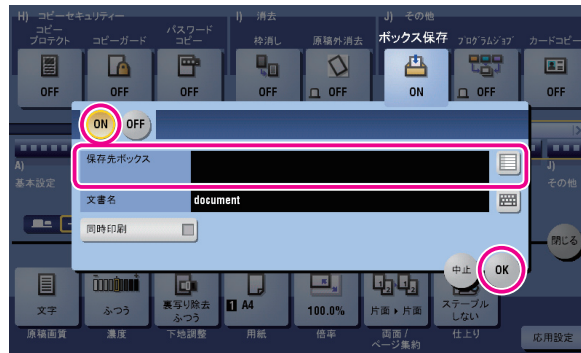 H) コピーセキュリティー
I) 消去
J) その他
コピー
プロテクト
コピーガード
パスワード
コピー
枠消し
原稿外消去
ボックス保存
プログラムジョブ
カードコピー
OFF
OFF
OFF
OFF
OFF
ON
OFF
OFF
ON
OFF
保存先ボックス
文書名
document
同時印刷
中止
OK
A)
基本設定
J)
その他
閉じる
文字
ふつう
裏写り除去
ふつう
1 A4
100.0%
片面 ▸ 片面
ステープル
しない
原稿画質
濃度
下地調整
用紙
倍率
両面 /
ページ集約
仕上り
応用設定